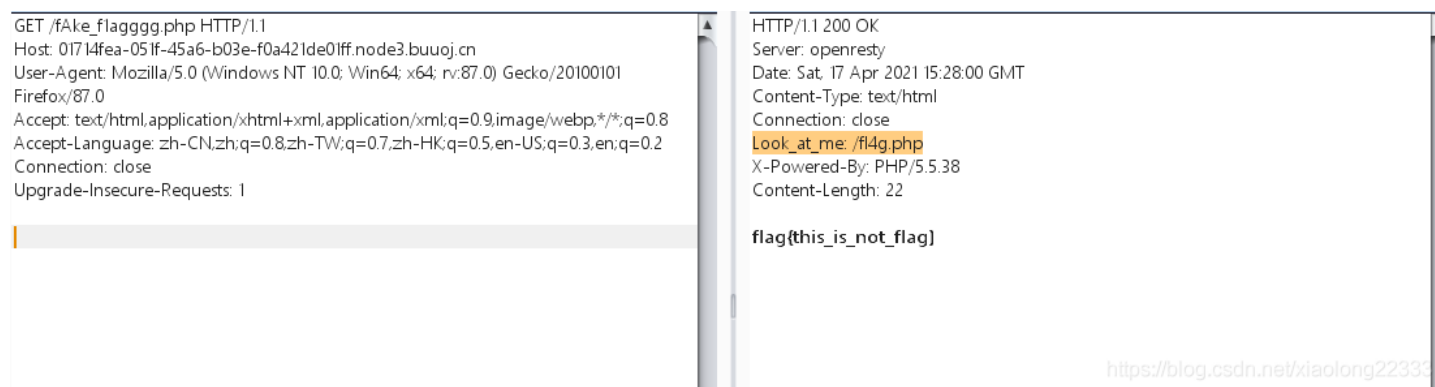 GET /fAke_f1agggg.php HTTP/1.1
Host: 01714fea-051f-45a6-b03e-f0a421de01ff.node3.buuoj.cn
User-Agent: Mozilla/5.0 (Windows NT 10.0; Win64; x64; rv:87.0) Gecko/20100101
Firefox/87.0
Accept: text/html,application/xhtml+xml,application/xml;q=0.9,image/webp,*/*;q=0.8
Accept-Language: zh-CN,zh;q=0.8,zh-TW;q=0.7,zh-HK;q=0.5,en-US;q=0.3,en;q=0.2
Connection: close
Upgrade-Insecure-Requests: 1
HTTP/1.1 200 OK
Server: openresty
Date: Sat, 17 Apr 2021 15:28:00 GMT
Content-Type: text/html
Connection: close
Look_at_me: /fl4g.php
X-Powered-By: PHP/5.5.38
Content-Length: 22
flag{this_is_not_flag}
https://blog.csdn.net/xiaolong22333